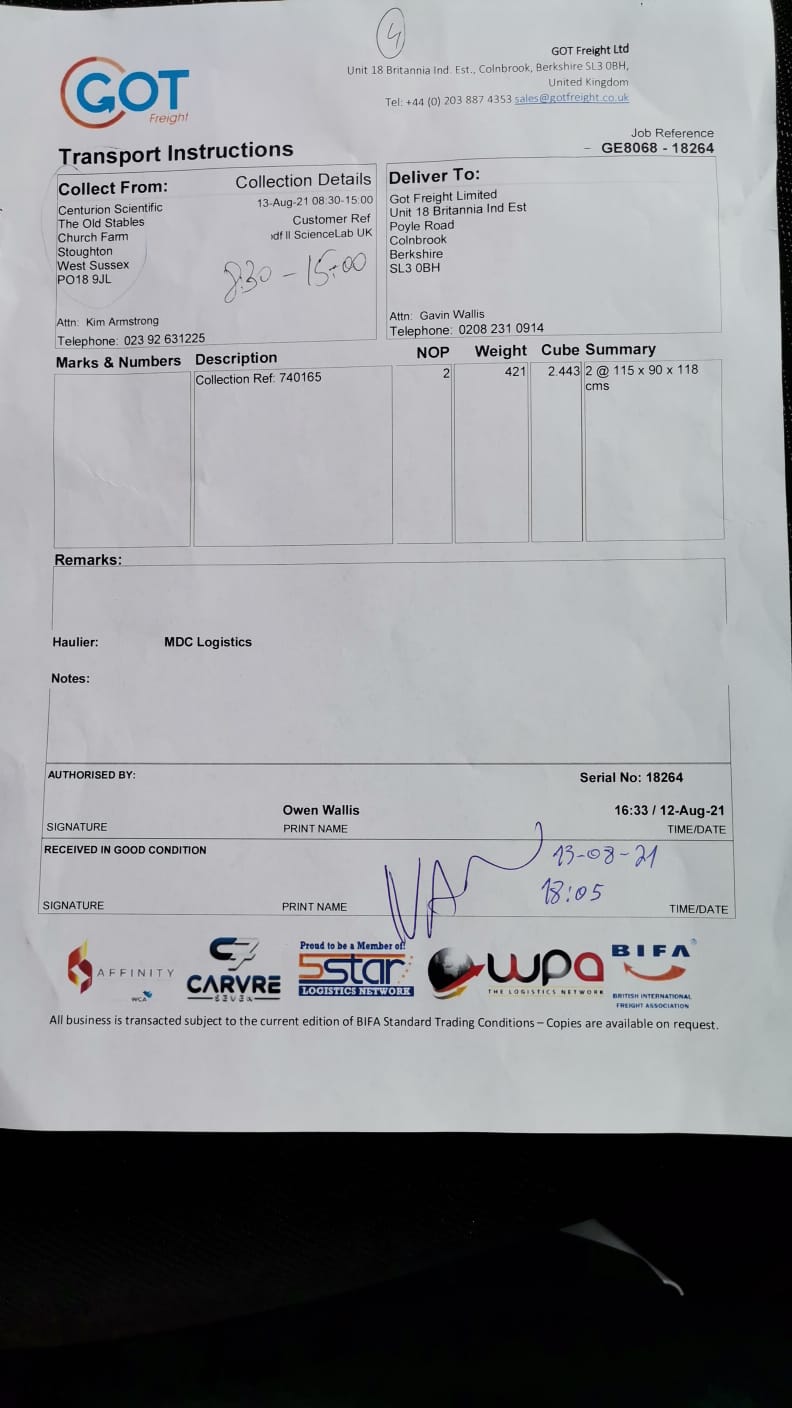 4
GOT
Freight
GOT Freight Ltd
Unit 18 Britannia Ind. Est., Colnbrook, Berkshire SL3 0BH,
United Kingdom
Tel: +44 (0) 203 887 4353 sales@gotfreight.co.uk
Job Reference
GE8068 - 18264
Transport Instructions
Collect From:
Centurion Scientific
The Old Stables
Church Farm
Stoughton
West Sussex
PO18 9JL
Attn: Kim Armstrong
Telephone: 023 92 631225
Collection Details
13-Aug-21 08:30-15:00
Customer Ref
df II ScienceLab UK
8:30 - 15:00
Deliver To:
Got Freight Limited
Unit 18 Britannia Ind Est
Poyle Road
Colnbrook
Berkshire
SL3 0BH
Attn: Gavin Wallis
Telephone: 0208 231 0914
Marks & Numbers Description NOP Weight Cube Summary
Collection Ref: 740165 2 421 2.443 2 @ 115 x 90 x 118
cms
Remarks:
Haulier: MDC Logistics
Notes:
AUTHORISED BY: Serial No: 18264
Owen Wallis 16:33 / 12-Aug-21
SIGNATURE PRINT NAME TIME/DATE
RECEIVED IN GOOD CONDITION
13-08-21
18:05
SIGNATURE PRINT NAME TIME/DATE
AFFINITY
WCA
CARVRE
SEVEN
Proud to be a Member of!
5star
LOGISTICS NETWORK
wpa
THE LOGISTICS NETWORK
BIFA
BRITISH INTERNATIONAL
FREIGHT ASSOCIATION
All business is transacted subject to the current edition of BIFA Standard Trading Conditions – Copies are available on request.